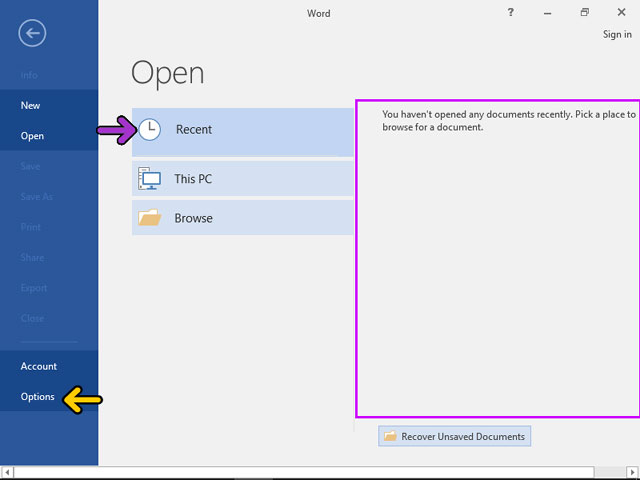 Word
?
Sign in
Info
New
Open
Save
Save As
Print
Share
Export
Close
Account
Options
Open
Recent
This PC
Browse
You haven't opened any documents recently. Pick a place to
browse for a document.
Recover Unsaved Documents